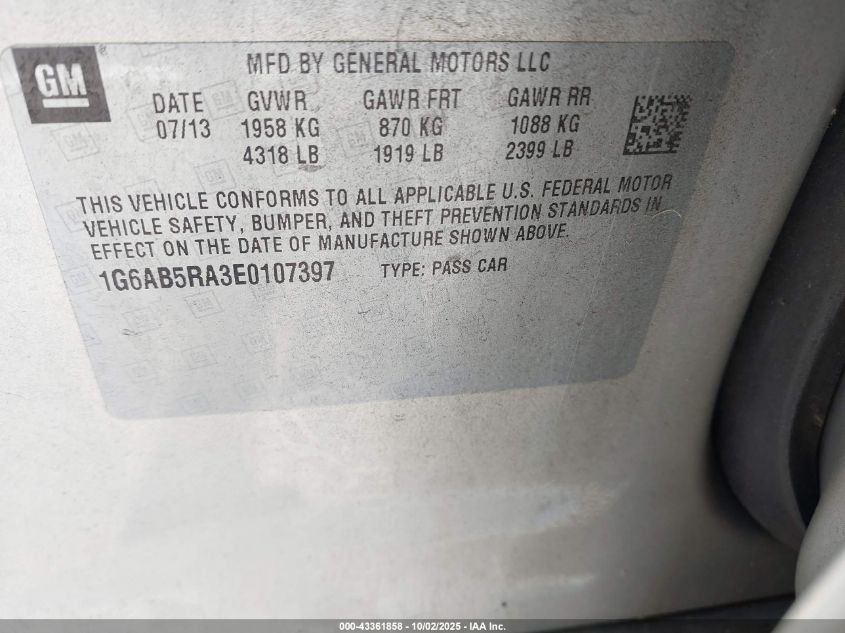 GM
MFD BY GENERAL MOTORS LLC
DATE GVWR GAWR FRT GAWR RR
07/13 1958 KG 870 KG 1088 KG
4318 LB 1919 LB 2399 LB
THIS VEHICLE CONFORMS TO ALL APPLICABLE U.S. FEDERAL MOTOR
VEHICLE SAFETY, BUMPER, AND THEFT PREVENTION STANDARDS IN
EFFECT ON THE DATE OF MANUFACTURE SHOWN ABOVE.
1G6AB5RA3E0107397 TYPE: PASS CAR
000-43361858 - 10/02/2025 - IAA Inc.